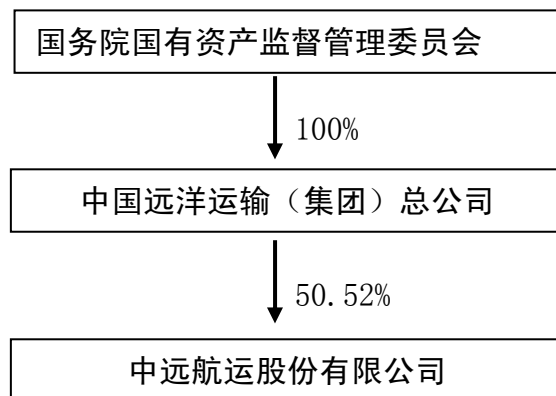 国务院国有资产监督管理委员会
100%
中国远洋运输（集团）总公司
50.52%
中远航运股份有限公司